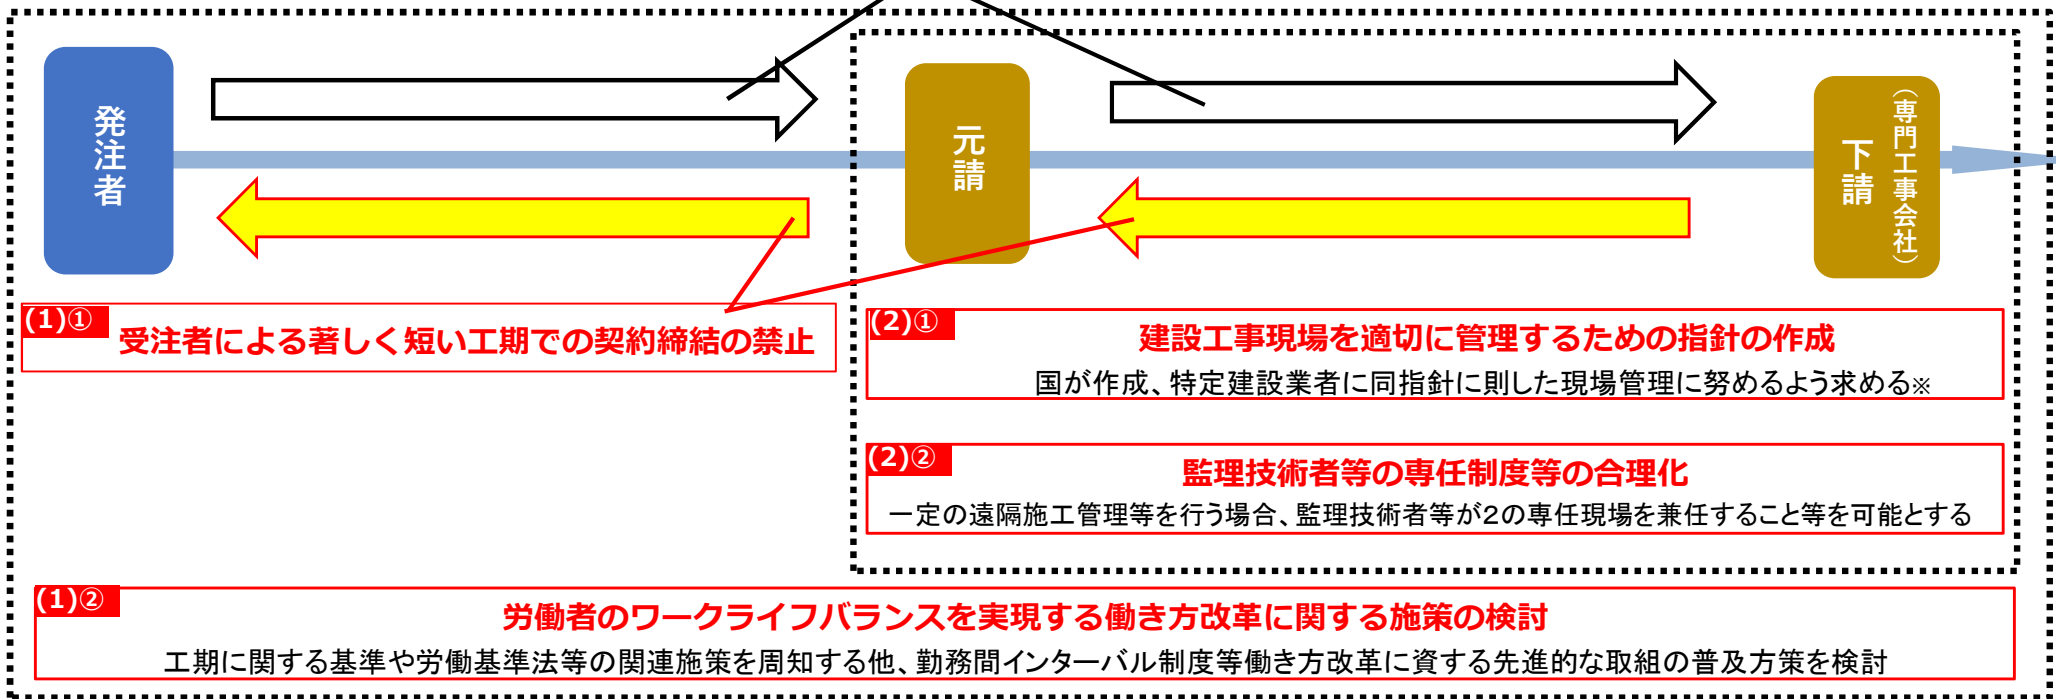 発注者
元請
下請
（専門工事会社）
(1)①
受注者による著しく短い工期での契約締結の禁止
(2)①
建設工事現場を適切に管理するための指針の作成
国が作成、特定建設業者に同指針に則した現場管理に努めるよう求める※
(2)②
監理技術者等の専任制度等の合理化
一定の遠隔施工管理等を行う場合、監理技術者等が２の専任現場を兼任すること等を可能とする
(1)②
労働者のワークライフバランスを実現する働き方改革に関する施策の検討
工期に関する基準や労働基準法等の関連施策を周知する他、勤務間インターバル制度等働き方改革に資する先進的な取組の普及方策を検討